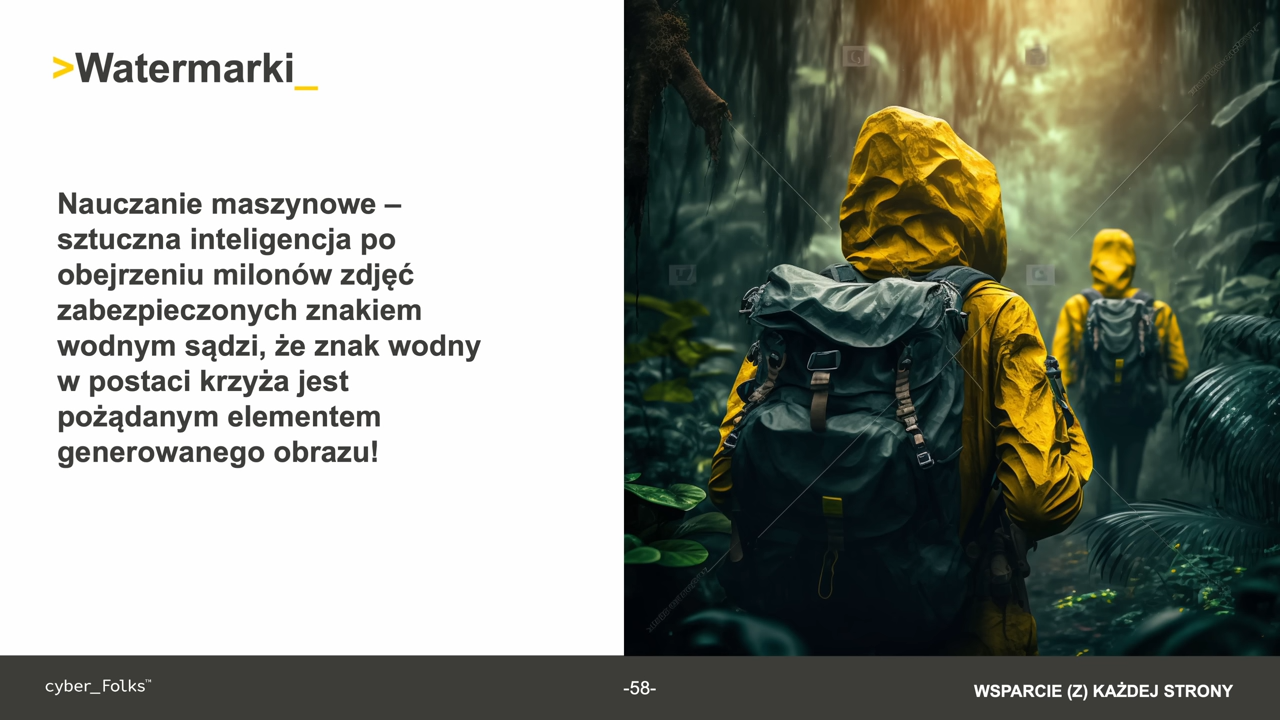 >Watermarki_
Nauczanie maszynowe –
sztuczna inteligencja po
obejrzeniu milonów zdjęć
zabezpieczonych znakiem
wodnym sądzi, że znak wodny
w postaci krzyża jest
pożądanym elementem
generowanego obrazu!
cyber_Folks™
-58-
WSPARCIE (Z) KAŻDEJ STRONY